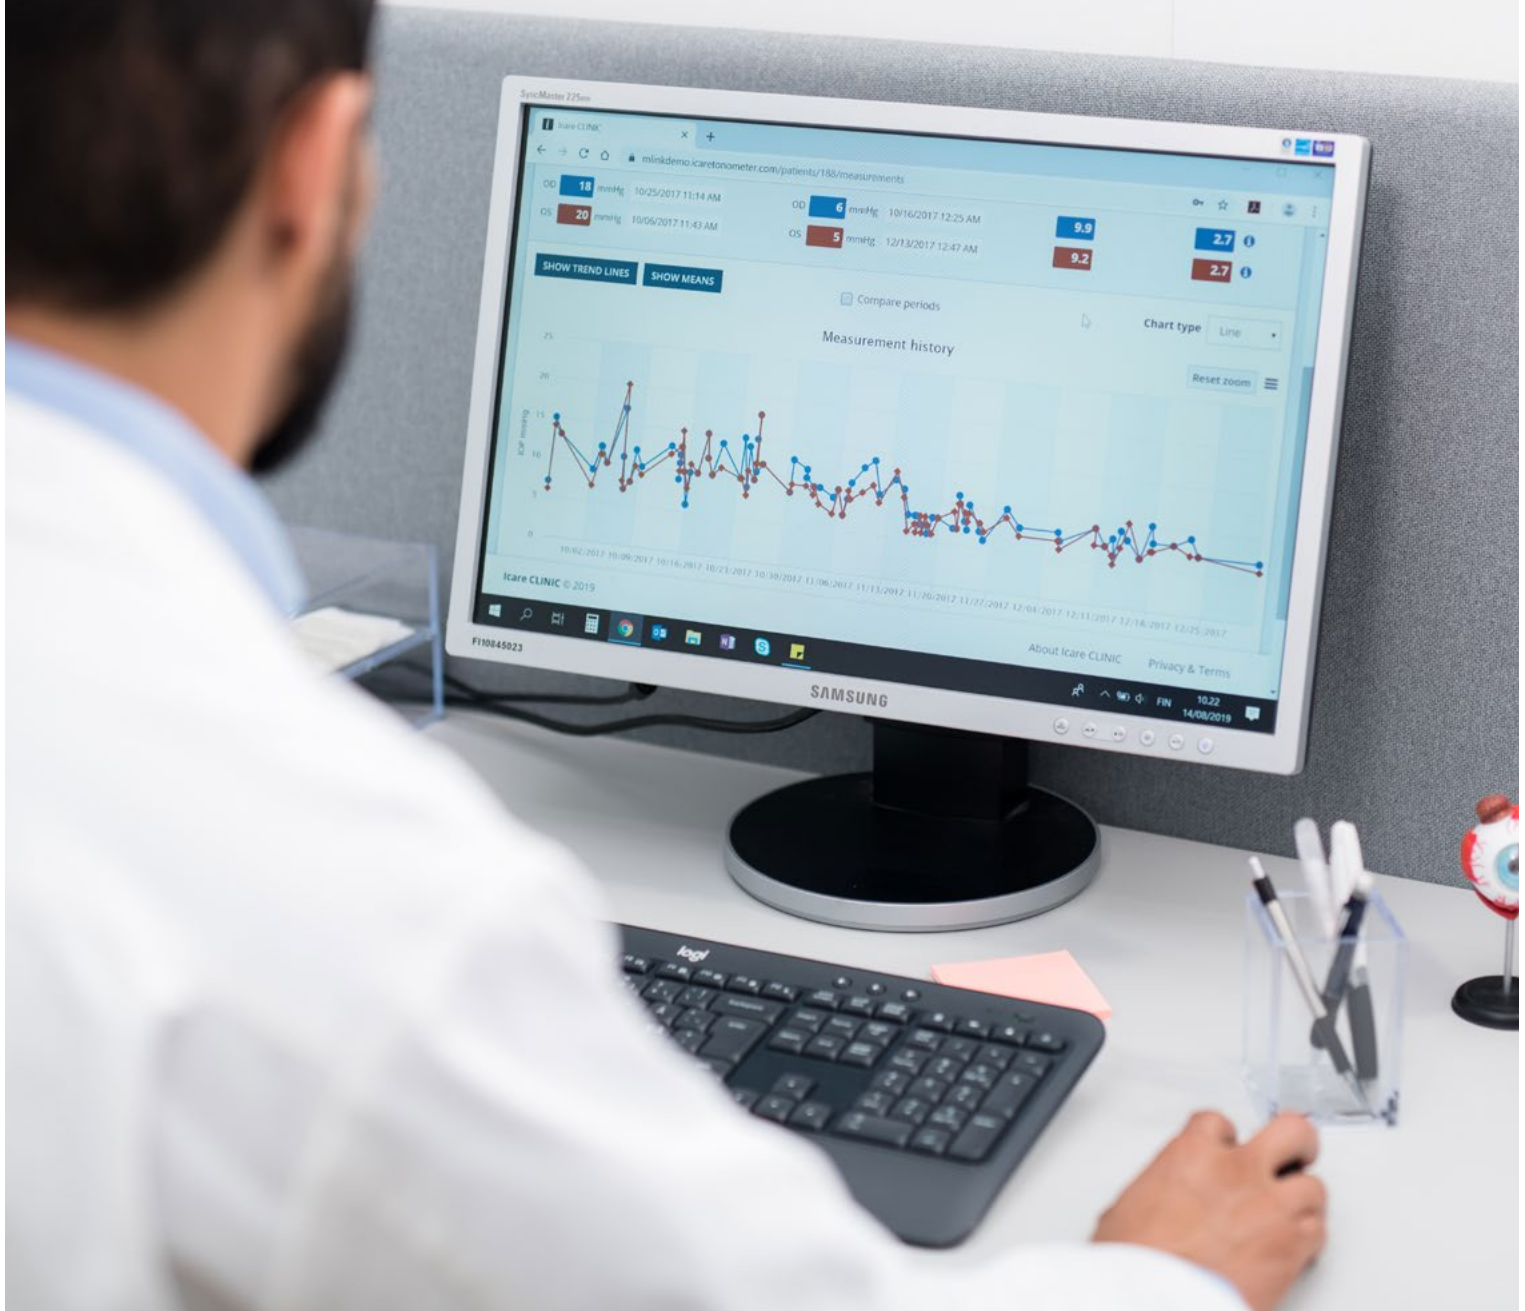 SyncMaster 225BW
Icare CLINIC
mlinkdemo.icaretonometer.com/patients/188/measurements
OD 18 mmHg 10/25/2017 11:14 AM OD 6 mmHg 10/16/2017 12:25 AM 9.9 2.7
OS 20 mmHg 10/06/2017 11:43 AM OS 5 mmHg 12/13/2017 12:47 AM 9.2 2.7
SHOW TREND LINES SHOW MEANS
Compare periods
Chart type Line
Measurement history
Reset zoom
25
20
15
10
5
0
10/02/2017 10/09/2017 10/16/2017 10/23/2017 10/30/2017 11/06/2017 11/13/2017 11/20/2017 11/27/2017 12/04/2017 12/11/2017 12/18/2017 12/25/2017
Icare CLINIC © 2019
About Icare CLINIC Privacy & Terms
FIN 10.22
14/08/2019
FI10845023
SAMSUNG
logi